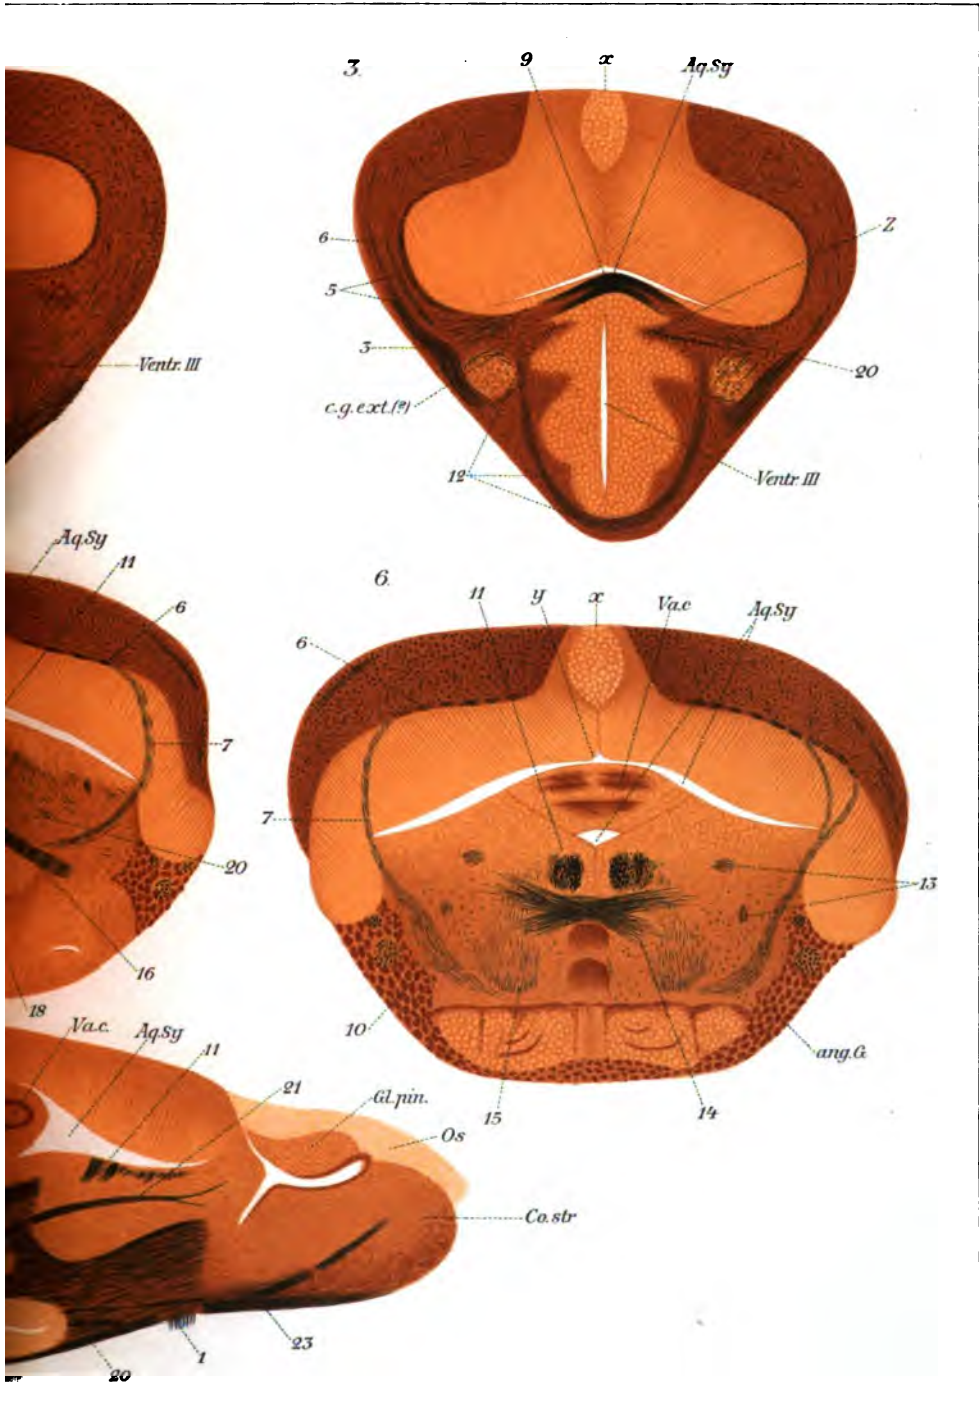 3.
9 x Aq.Sy
6
Z
5
3
Ventr. III
20
c.g.ext.(?)
12
Ventr. III
Aq.Sy
11
6
6.
11 y x Va.c Aq.Sy
6
7
7
20
13
16
18
10
ang.G.
Va.c. Aq.Sy
11
21
Gl.pin.
15
14
Os
Co.str
23
1
20